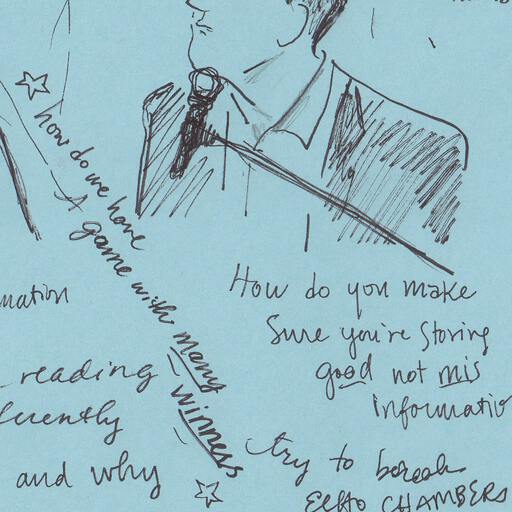 how do we have
A game with many
winners
How do you make
Sure you're storing
good not mis
informatio
mation
reading
ferently
and why
try to break
ECHO CHAMBERS